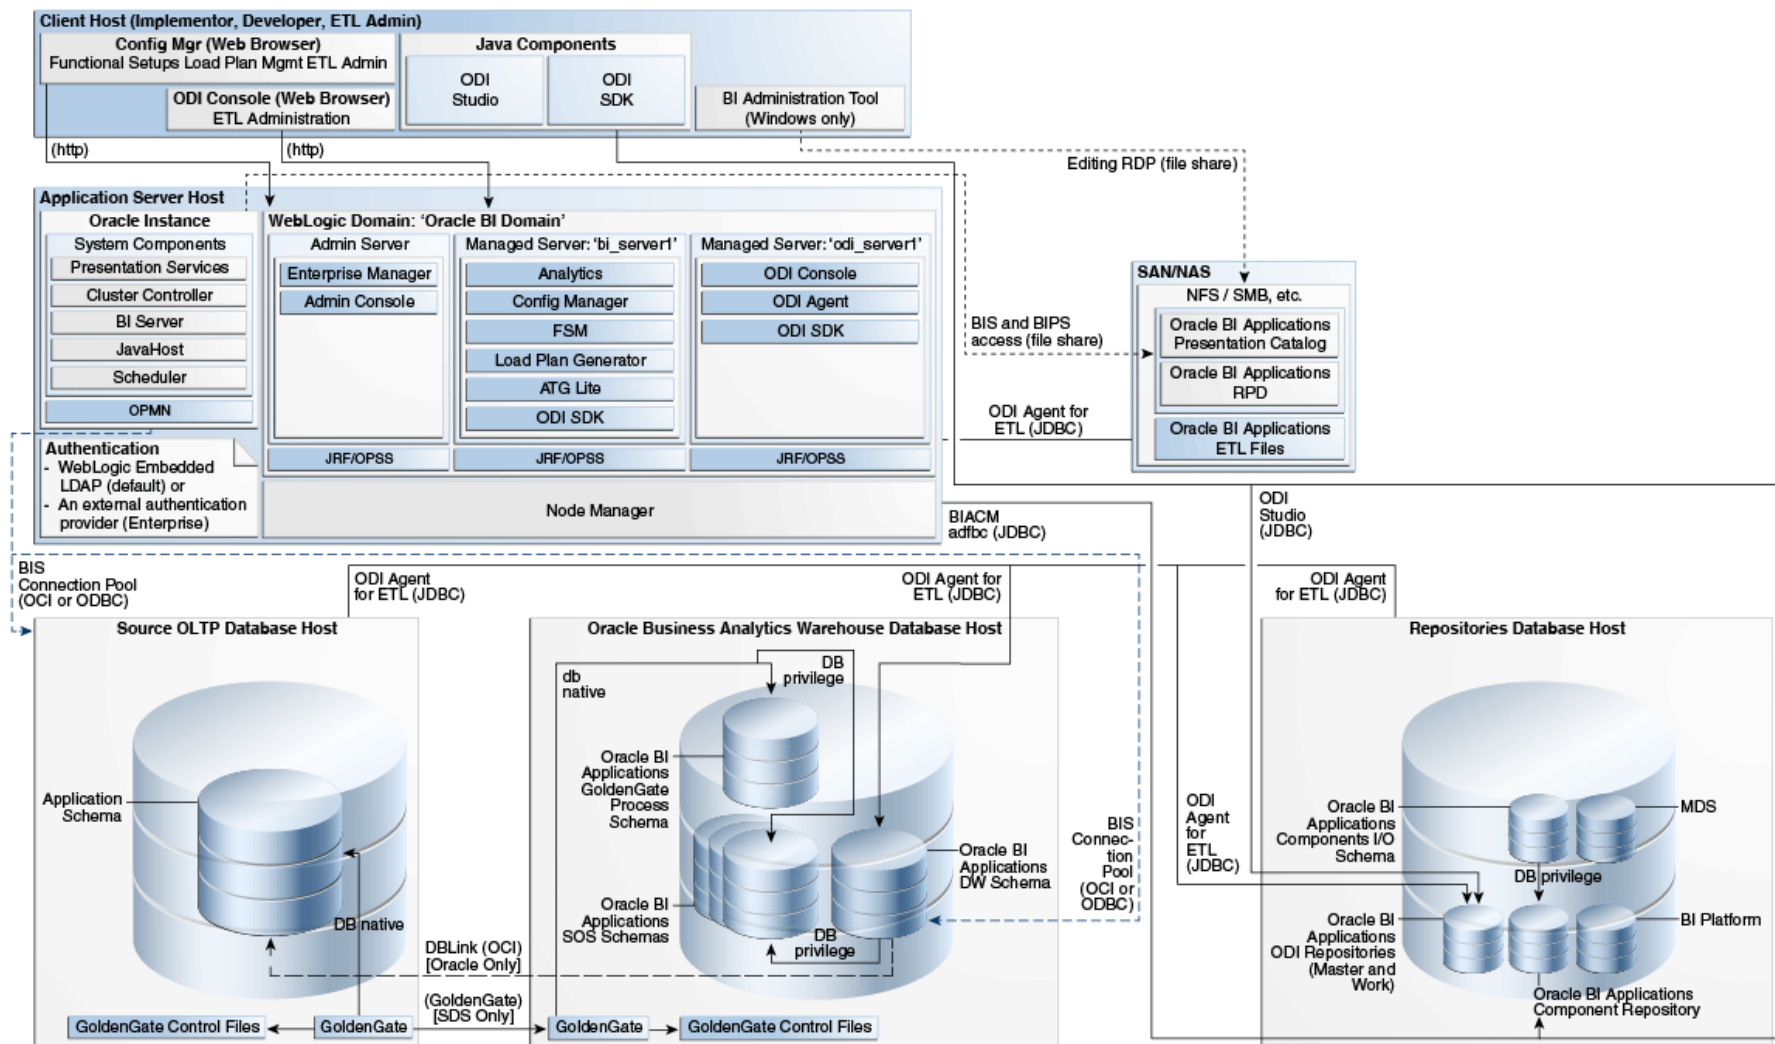 Client Host (Implementor, Developer, ETL Admin)
Config Mgr (Web Browser)
Functional Setups Load Plan Mgmt ETL Admin
ODI Console (Web Browser)
ETL Administration
Java Components
ODI
Studio
ODI
SDK
BI Administration Tool
(Windows only)
(http)
(http)
Editing RDP (file share)
Application Server Host
Oracle Instance
System Components
Presentation Services
Cluster Controller
BI Server
JavaHost
Scheduler
OPMN
Authentication
- WebLogic Embedded
LDAP (default) or
- An external authentication
provider (Enterprise)
WebLogic Domain: ‘Oracle BI Domain’
Admin Server
Enterprise Manager
Admin Console
JRF/OPSS
Managed Server: ‘bi_server1’
Analytics
Config Manager
FSM
Load Plan Generator
ATG Lite
ODI SDK
JRF/OPSS
Managed Server: ‘odi_server1’
ODI Console
ODI Agent
ODI SDK
JRF/OPSS
Node Manager
BIS and BIPS
access (file share)
SAN/NAS
NFS / SMB, etc.
Oracle BI Applications
Presentation Catalog
Oracle BI Applications
RPD
Oracle BI Applications
ETL Files
ODI Agent for
ETL (JDBC)
BIACM
adfbc (JDBC)
ODI
Studio
(JDBC)
BIS
Connection Pool
(OCI or ODBC)
ODI Agent
for ETL (JDBC)
ODI Agent for
ETL (JDBC)
ODI Agent
for ETL (JDBC)
Source OLTP Database Host
Application
Schema
DB native
GoldenGate Control Files
GoldenGate
DBLink (OCI)
[Oracle Only]
(GoldenGate)
[SDS Only]
Oracle Business Analytics Warehouse Database Host
db
native
DB
privilege
Oracle BI
Applications
GoldenGate
Process
Schema
Oracle BI
Applications
SOS Schemas
Oracle BI
Applications
DW Schema
DB
privilege
GoldenGate
GoldenGate Control Files
BIS
Connec-
tion
Pool
(OCI or
ODBC)
ODI
Agent
for
ETL
(JDBC)
Repositories Database Host
Oracle BI
Applications
Components I/O
Schema
MDS
DB privilege
Oracle BI
Applications
ODI Repositories
(Master and
Work)
BI Platform
Oracle BI Applications
Component Repository